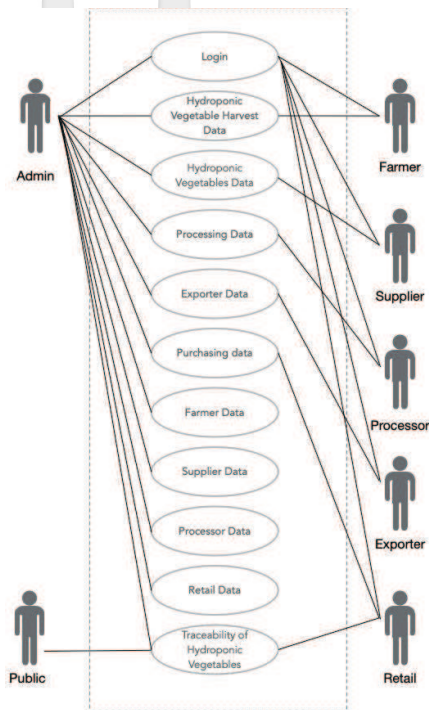 Login
Hydroponic
Vegetable Harvest
Data
Admin
Farmer
Hydroponic
Vegetables Data
Processing Data
Supplier
Exporter Data
Purchasing data
Processor
Farmer Data
Supplier Data
Processor Data
Exporter
Retail Data
Traceability of
Hydroponic
Vegetables
Public
Retail